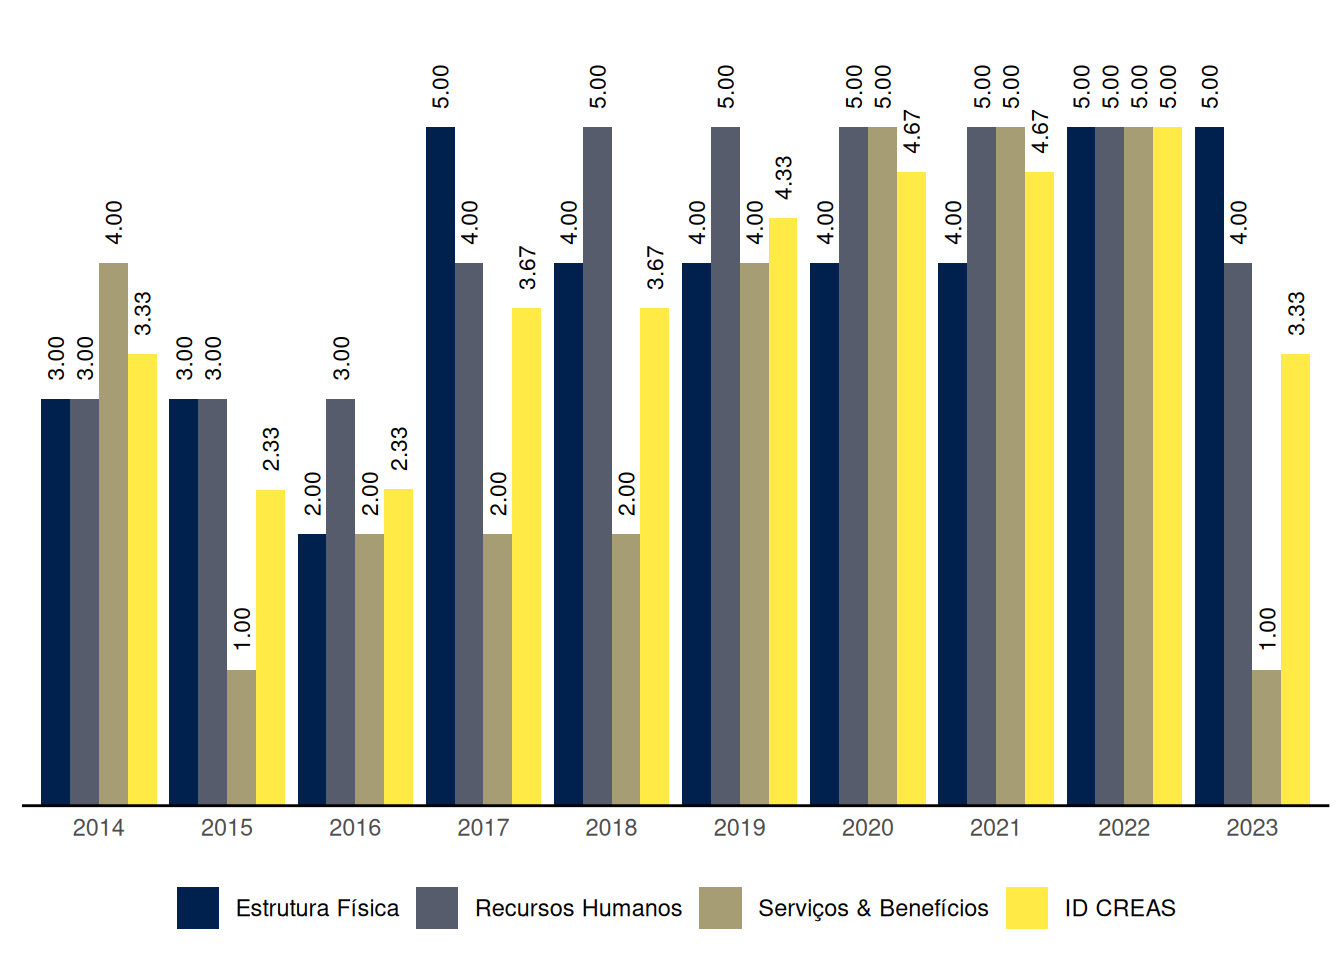 3.00 3.00 4.00 3.33
3.00 3.00 1.00 2.33
2.00 3.00 2.00 2.33
5.00 4.00 2.00 3.67
4.00 5.00 2.00 3.67
4.00 5.00 4.00 4.33
4.00 5.00 5.00 4.67
4.00 5.00 5.00 4.67
5.00 5.00 5.00 5.00
5.00 4.00 1.00 3.33
2014 2015 2016 2017 2018 2019 2020 2021 2022 2023
Estrutura Física Recursos Humanos Serviços & Benefícios ID CREAS